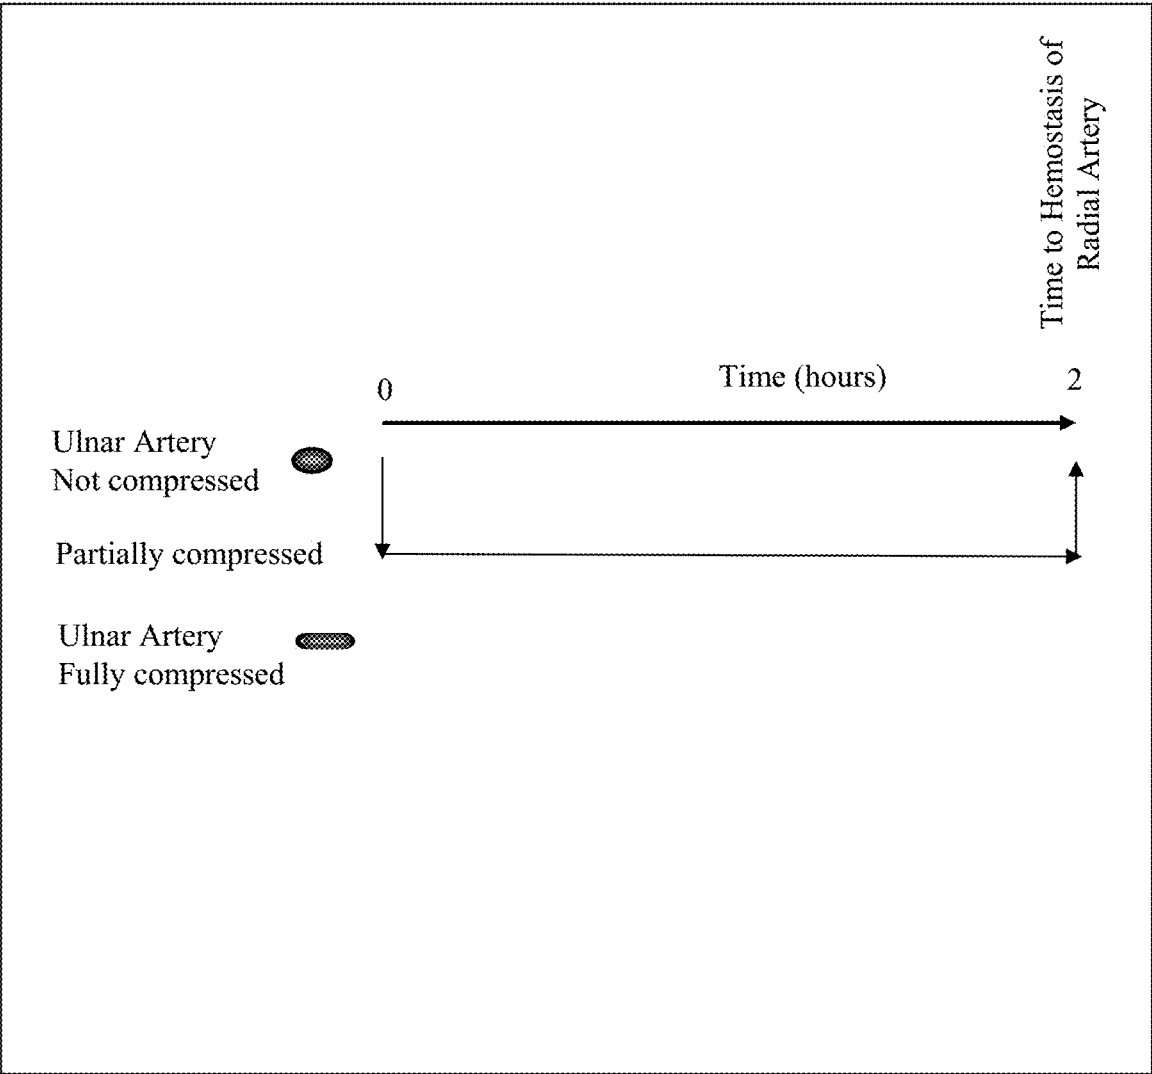 Time to Hemostasis of
Radial Artery
0
Time (hours)
2
Ulnar Artery
Not compressed
Partially compressed
Ulnar Artery
Fully compressed